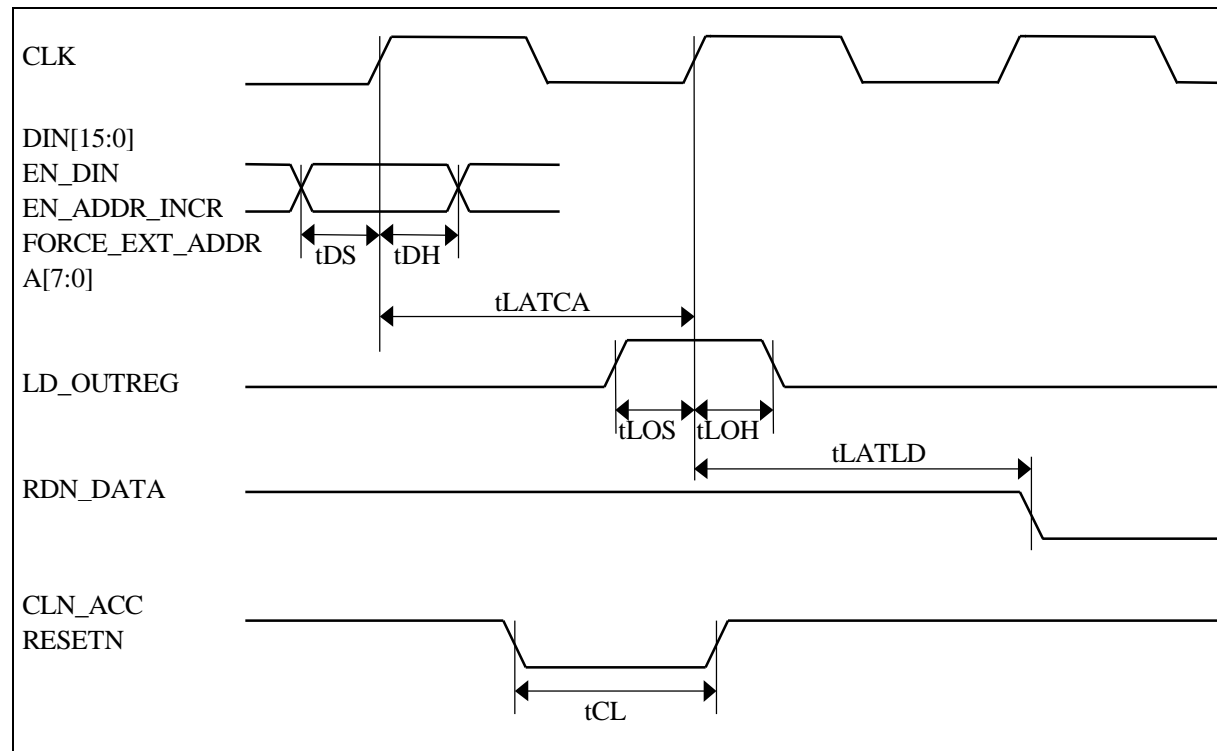 CLK
DIN[15:0]
EN_DIN
EN_ADDR_INCR
FORCE_EXT_ADDR
A[7:0]
tDS
tDH
tLATCA
LD_OUTREG
tLOS
tLOH
tLATLD
RDN_DATA
CLN_ACC
RESETN
tCL